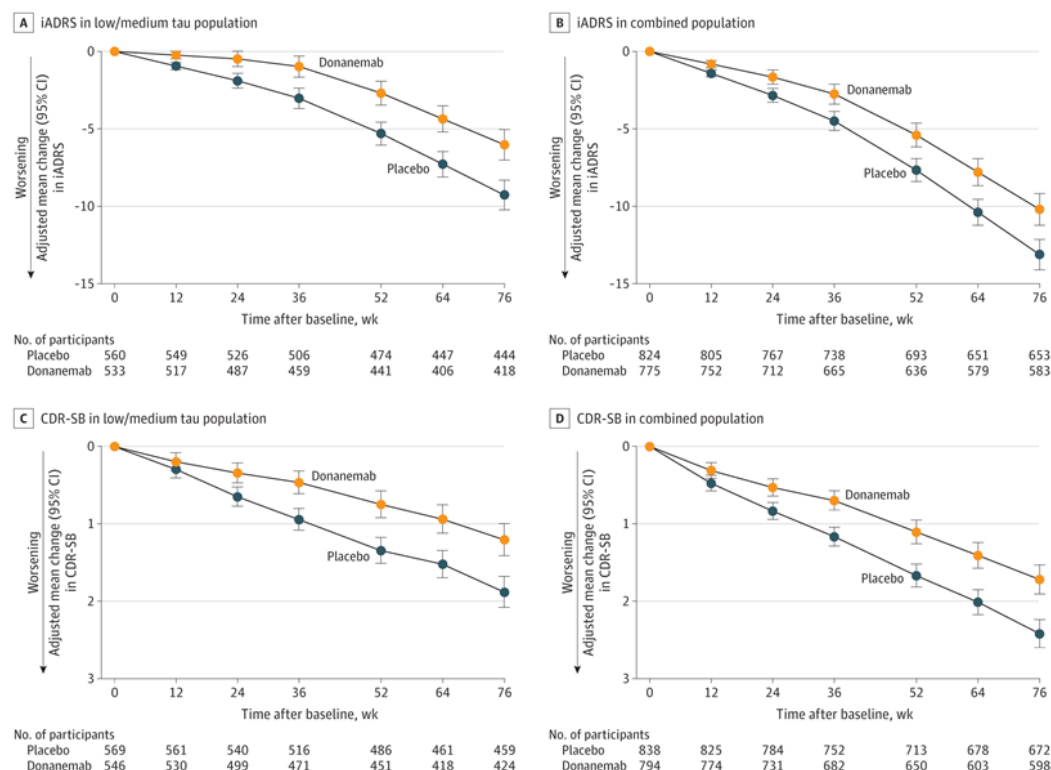 A iADRS in low/medium tau population
0
-5
-10
-15
Worsening
Adjusted mean change (95% CI)
in iADRS
Donanemab
Placebo
0 12 24 36 52 64 76
Time after baseline, wk
No. of participants
Placebo 560 549 526 506 474 447 444
Donanemab 533 517 487 459 441 406 418
B iADRS in combined population
0
-5
-10
-15
Worsening
Adjusted mean change (95% CI)
in iADRS
Donanemab
Placebo
0 12 24 36 52 64 76
Time after baseline, wk
No. of participants
Placebo 824 805 767 738 693 651 653
Donanemab 775 752 712 665 636 579 583
C CDR-SB in low/medium tau population
0
1
2
3
Worsening
Adjusted mean change (95% CI)
in CDR-SB
Donanemab
Placebo
0 12 24 36 52 64 76
Time after baseline, wk
No. of participants
Placebo 569 561 540 516 486 461 459
Donanemab 546 530 499 471 451 418 424
D CDR-SB in combined population
0
1
2
3
Worsening
Adjusted mean change (95% CI)
in CDR-SB
Donanemab
Placebo
0 12 24 36 52 64 76
Time after baseline, wk
No. of participants
Placebo 838 825 784 752 713 678 672
Donanemab 794 774 731 682 650 603 598